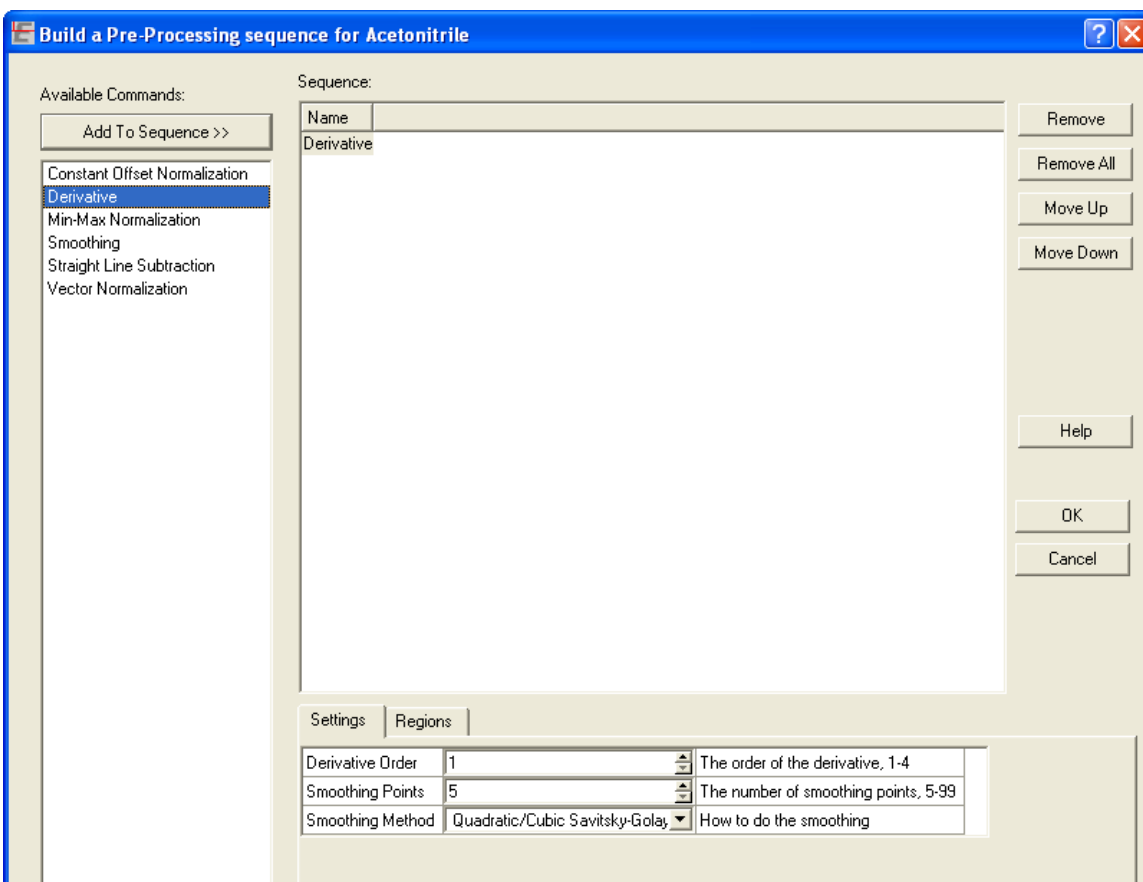 Build a Pre-Processing sequence for Acetonitrile
Available Commands:
Add To Sequence >>
Constant Offset Normalization
Derivative
Min-Max Normalization
Smoothing
Straight Line Subtraction
Vector Normalization
Sequence:
Name
Derivative
Remove
Remove All
Move Up
Move Down
Help
OK
Cancel
Settings
Regions
Derivative Order 1 The order of the derivative, 1-4
Smoothing Points 5 The number of smoothing points, 5-99
Smoothing Method Quadratic/Cubic Savitsky-Golay How to do the smoothing